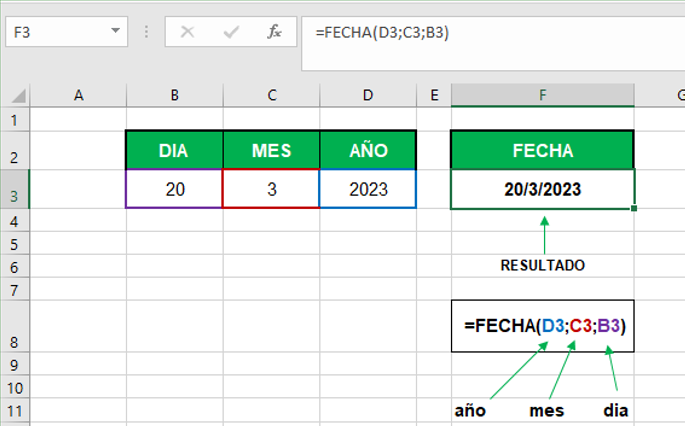 F3 fx =FECHA(D3;C3;B3)
A B C D E F G
1
2 DIA MES AÑO FECHA
3 20 3 2023 20/3/2023
4
5
6 RESULTADO
7
8 =FECHA(D3;C3;B3)
9
10
11 año mes dia